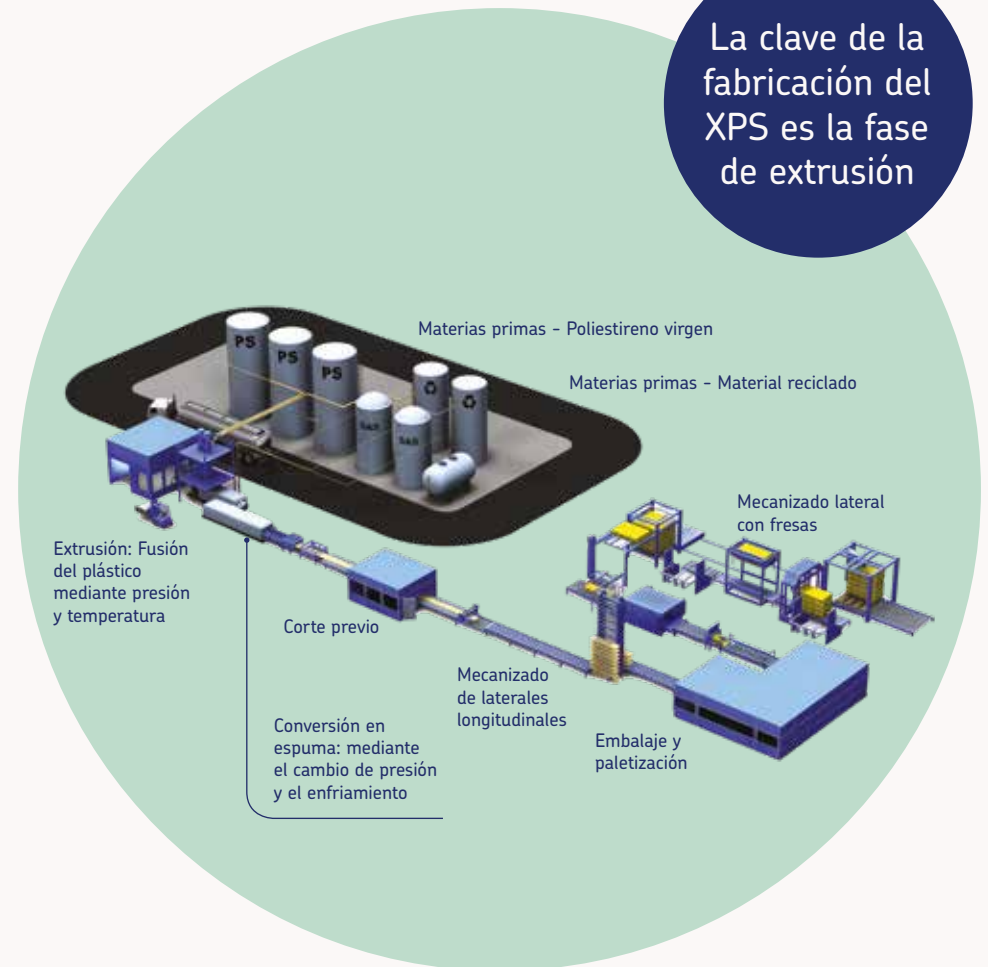 La clave de la
fabricación del
XPS es la fase
de extrusión
Materias primas - Poliestireno virgen
Materias primas - Material reciclado
PS
PS
PS
GAS
GAS
Mecanizado lateral
con fresas
Extrusión: Fusión
del plástico
mediante presión
y temperatura
Corte previo
Mecanizado
de laterales
longitudinales
Conversión en
espuma: mediante
el cambio de presión
y el enfriamiento
Embalaje y
paletización